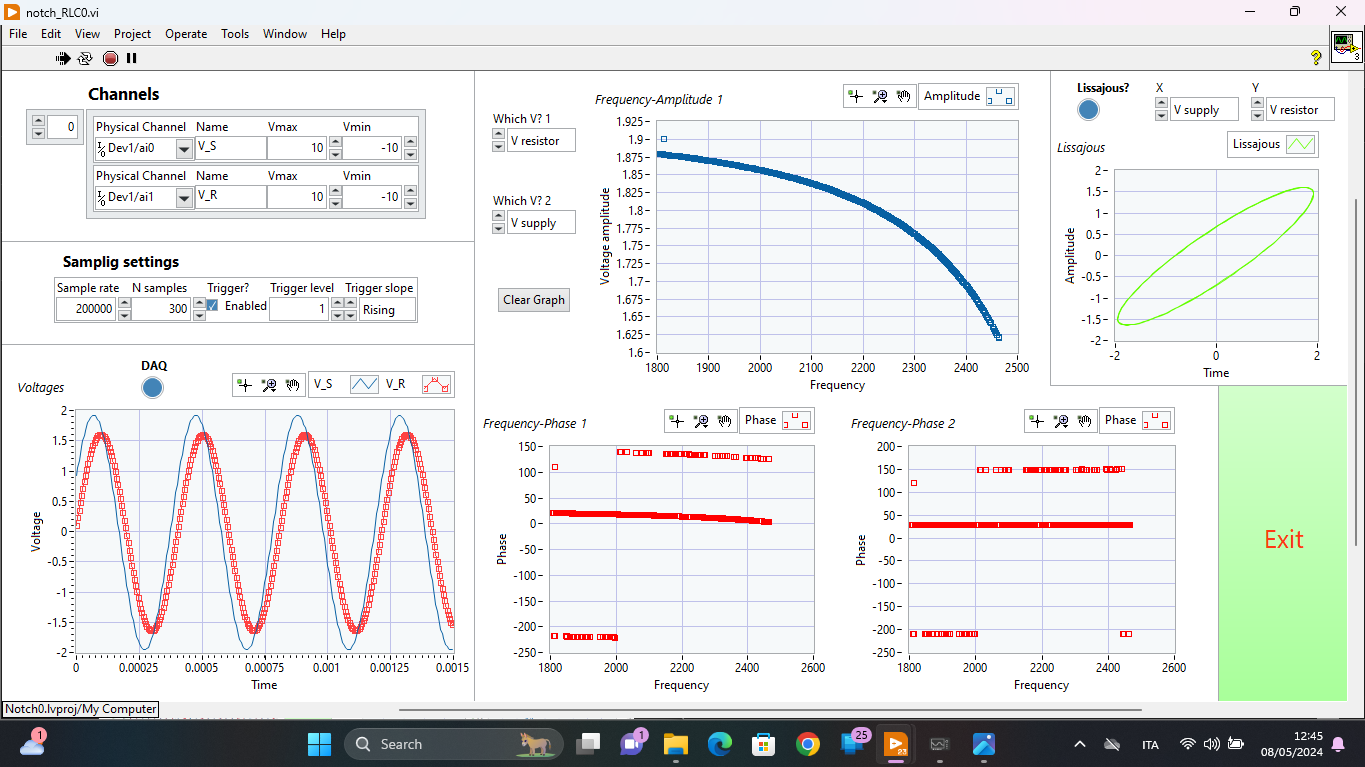 notch_RLC0.vi
File Edit View Project Operate Tools Window Help
3
Channels
0
Physical Channel Name Vmax Vmin
Dev1/ai0 V_S 10 -10
Physical Channel Name Vmax Vmin
Dev1/ai1 V_R 10 -10
Samplig settings
Sample rate N samples Trigger? Trigger level Trigger slope
200000 300 Enabled 1 Rising
DAQ
Voltages
V_S V_R
2
1.5
1
0.5
0
-0.5
-1
-1.5
-2
Voltage
0 0.00025 0.0005 0.00075 0.001 0.00125 0.0015
Time
Which V? 1
V resistor
Which V? 2
V supply
Clear Graph
Frequency-Amplitude 1
Amplitude
1.925
1.9
1.875
1.85
1.825
1.8
1.775
1.75
1.725
1.7
1.675
1.65
1.625
1.6
Voltage amplitude
1800 1900 2000 2100 2200 2300 2400 2500
Frequency
Lissajous? X Y
V supply V resistor
Lissajous
Lissajous
2
1.5
1
0.5
0
-0.5
-1
-1.5
-2
Amplitude
-2 0 2
Time
Frequency-Phase 1
Phase
150
100
50
0
-50
-100
-150
-200
-250
Phase
1800 2000 2200 2400 2600
Frequency
Frequency-Phase 2
Phase
200
150
100
50
0
-50
-100
-150
-200
-250
Phase
1800 2000 2200 2400 2600
Frequency
Exit
Notch0.lvproj/My Computer
1
Search
1
25
23
ITA
12:45
08/05/2024